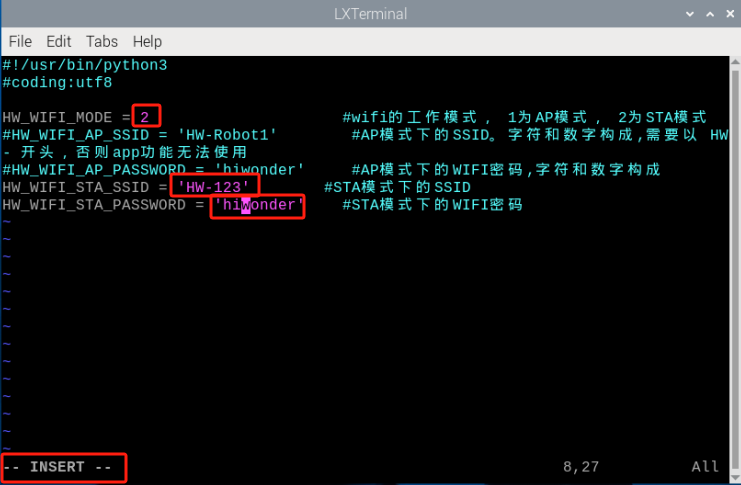 LXTerminal
File Edit Tabs Help
#!/usr/bin/python3
#coding:utf8
HW_WIFI_MODE = 2 #wifi的工作模式, 1为AP模式, 2为STA模式
#HW_WIFI_AP_SSID = 'HW-Robot1' #AP模式下的SSID。字符和数字构成,需要以 HW
- 开头,否则app功能无法使用
#HW_WIFI_AP_PASSWORD = 'hiwonder' #AP模式下的WIFI密码,字符和数字构成
HW_WIFI_STA_SSID = 'HW-123' #STA模式下的SSID
HW_WIFI_STA_PASSWORD = 'hiwonder' #STA模式下的WIFI密码
~
~
~
~
~
~
~
~
~
~
~
~
~
~
-- INSERT -- 8,27 All